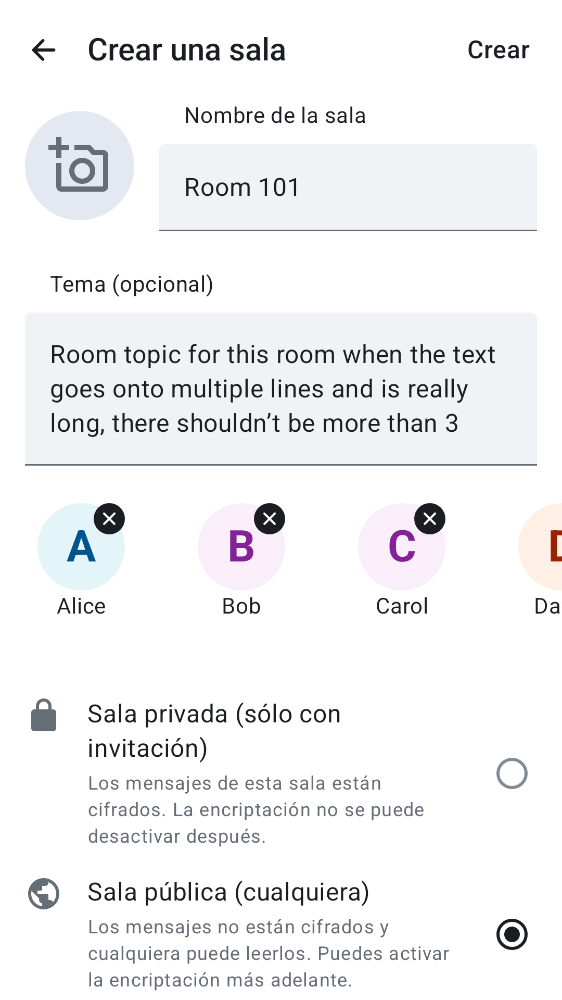 Crear una sala
Crear
Nombre de la sala
Room 101
Tema (opcional)
Room topic for this room when the text
goes onto multiple lines and is really
long, there shouldn’t be more than 3
A
B
C
Alice
Bob
Carol
Sala privada (sólo con
invitación)
Los mensajes de esta sala están
cifrados. La encriptación no se puede
desactivar después.
Sala pública (cualquiera)
Los mensajes no están cifrados y
cualquiera puede leerlos. Puedes activar
la encriptación más adelante.